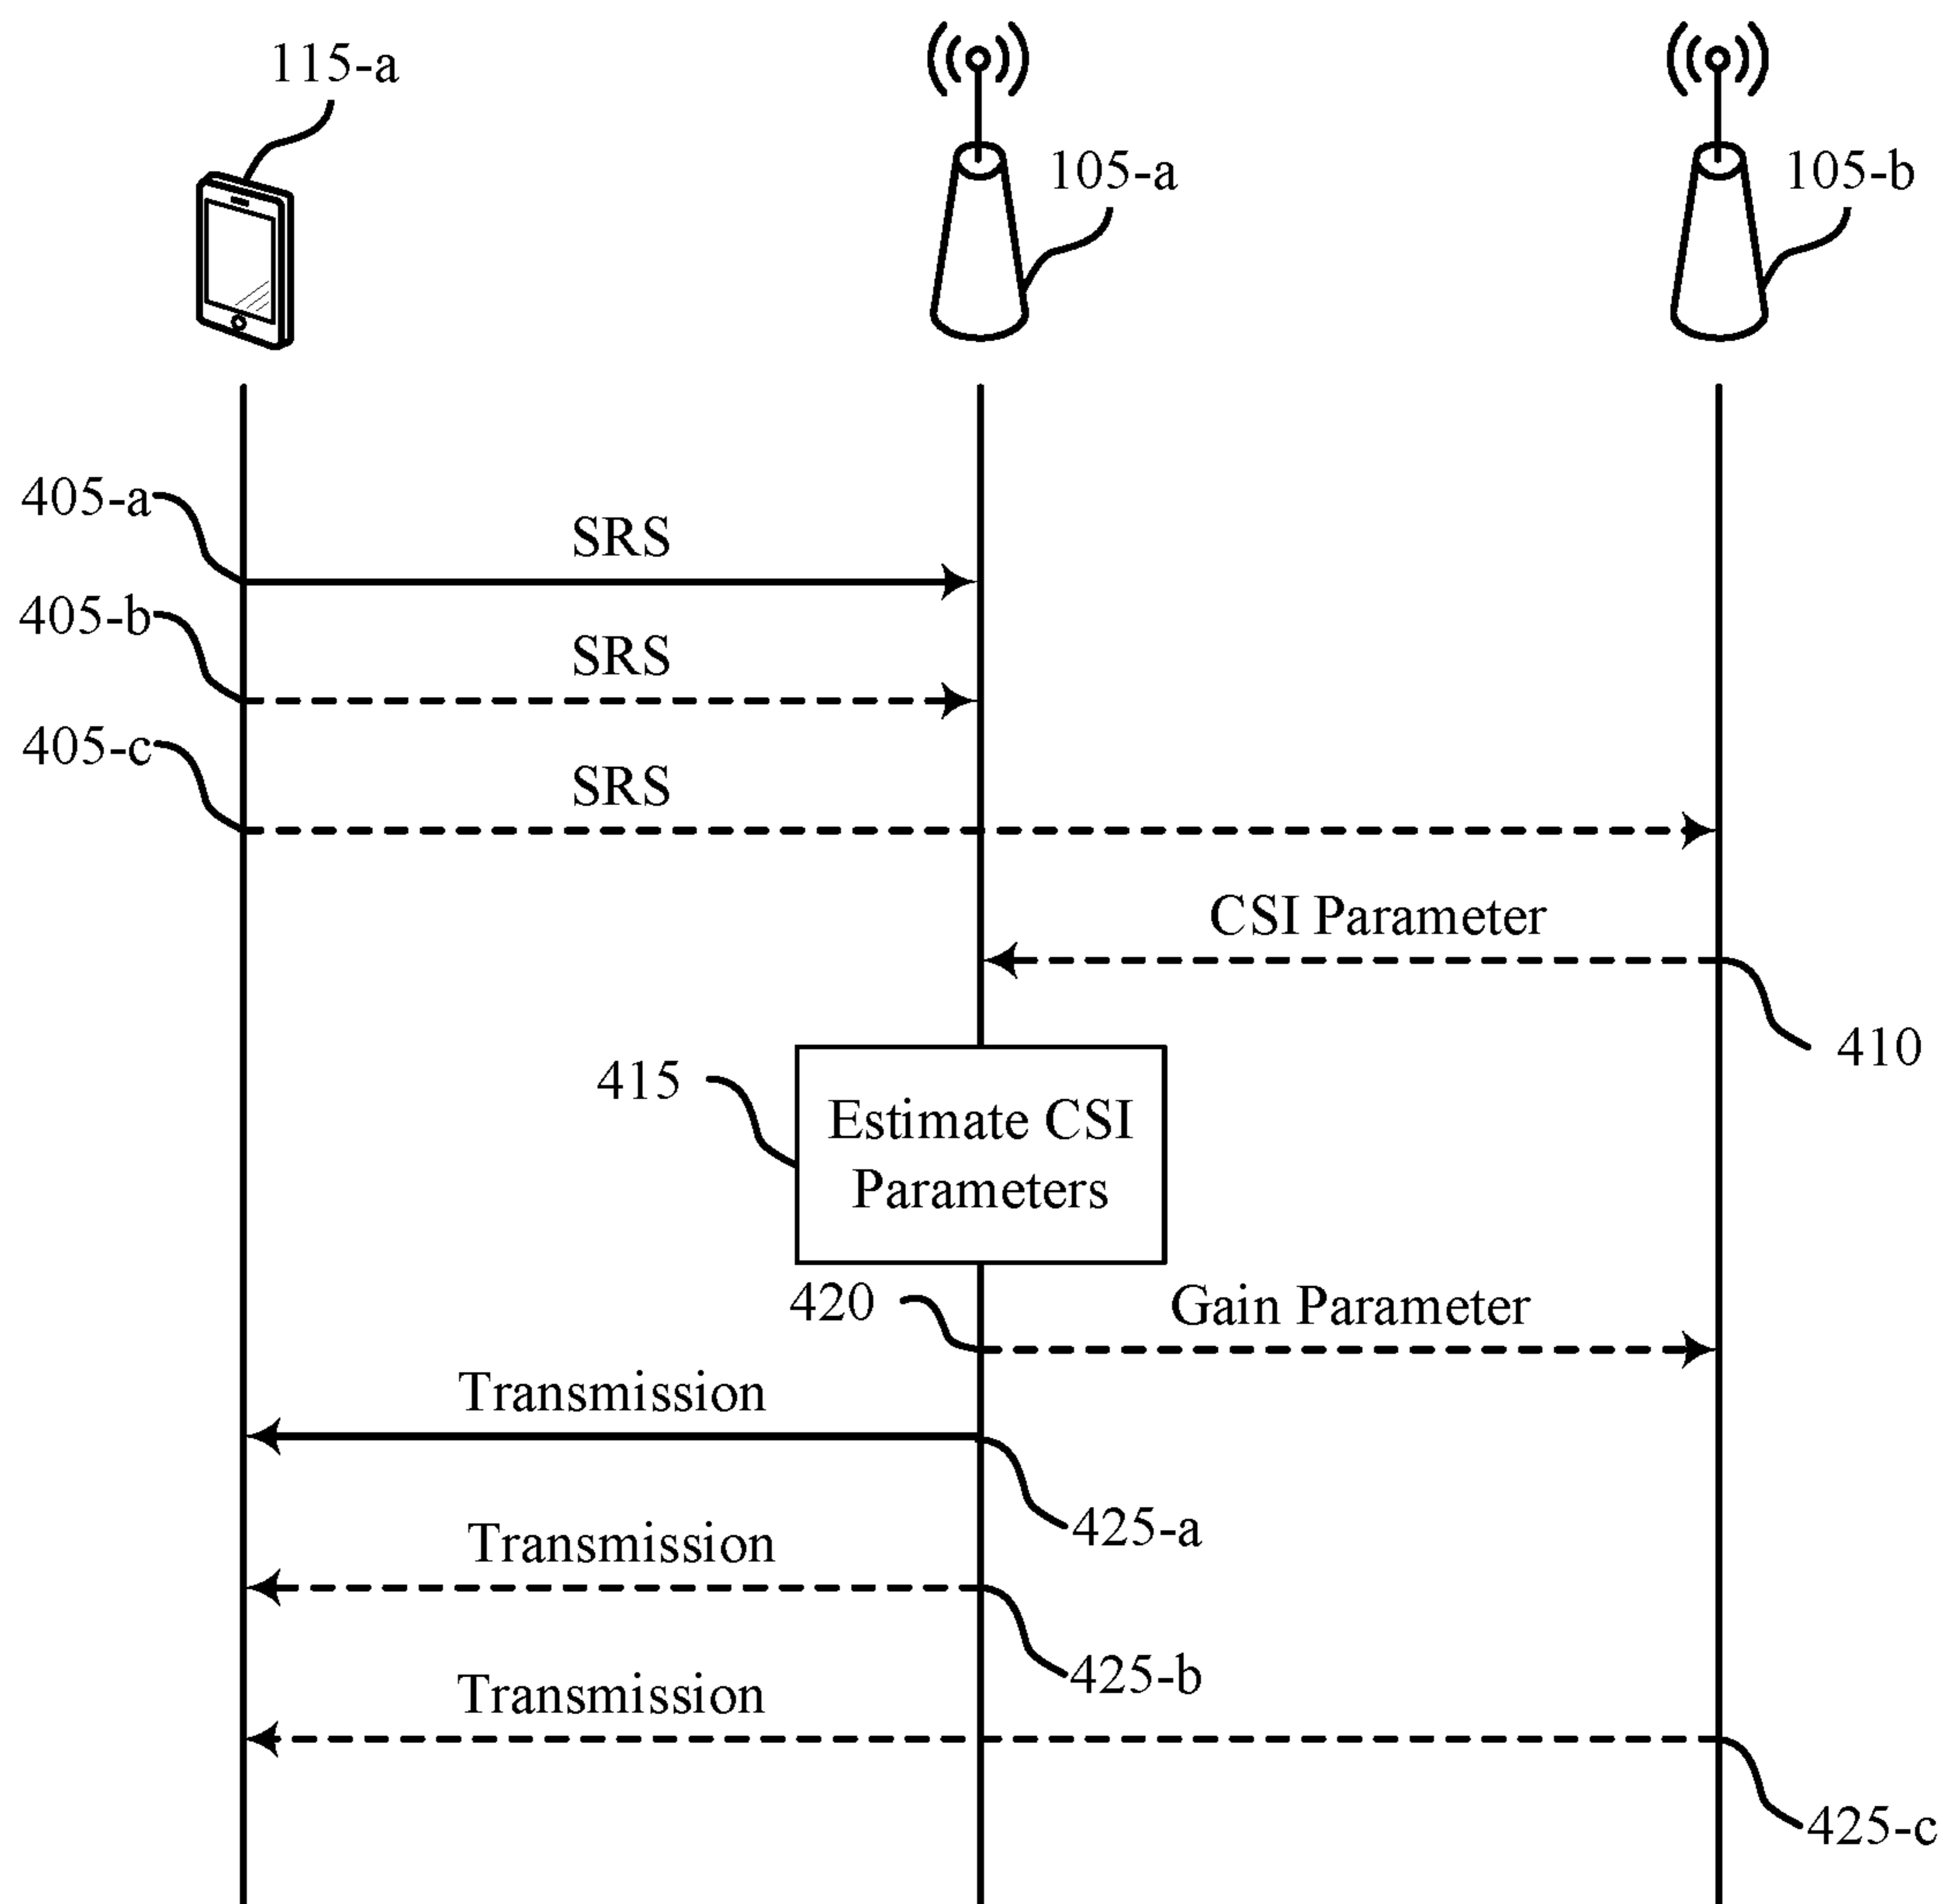 115-a
105-a
105-b
405-a
SRS
405-b
SRS
405-c
SRS
CSI Parameter
410
415
Estimate CSI
Parameters
420
Gain Parameter
Transmission
425-a
Transmission
425-b
Transmission
425-c